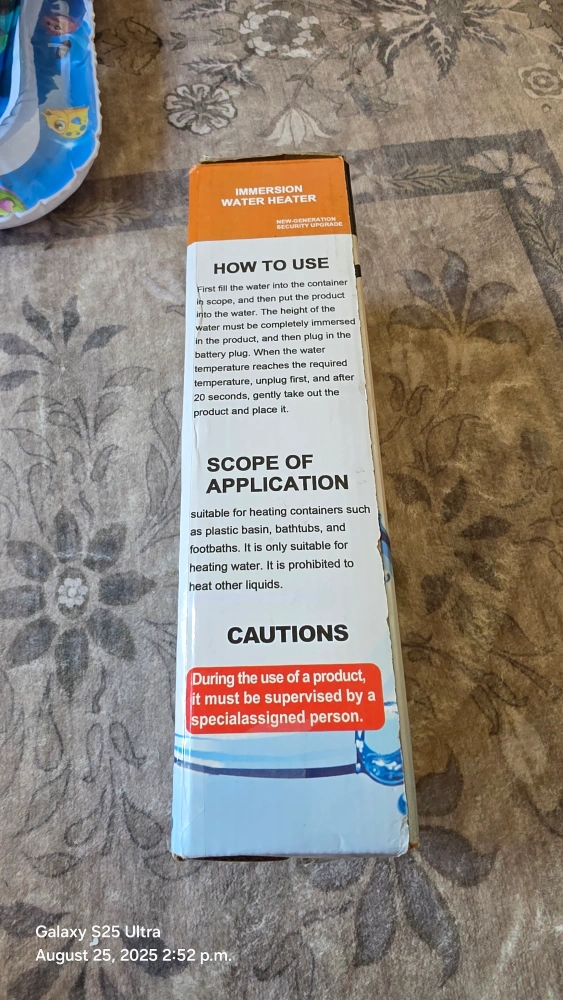 IMMERSION
WATER HEATER
NEW-GENERATION
SECURITY UPGRADE
HOW TO USE
First fill the water into the container
in scope, and then put the product
into the water. The height of the
water must be completely immersed
in the product, and then plug in the
battery plug. When the water
temperature reaches the required
temperature, unplug first, and after
20 seconds, gently take out the
product and place it.
SCOPE OF
APPLICATION
suitable for heating containers such
as plastic basin, bathtubs, and
footbaths. It is only suitable for
heating water. It is prohibited to
heat other liquids.
CAUTIONS
During the use of a product,
it must be supervised by a
specialassigned person.
Galaxy S25 Ultra
August 25, 2025 2:52 p.m.